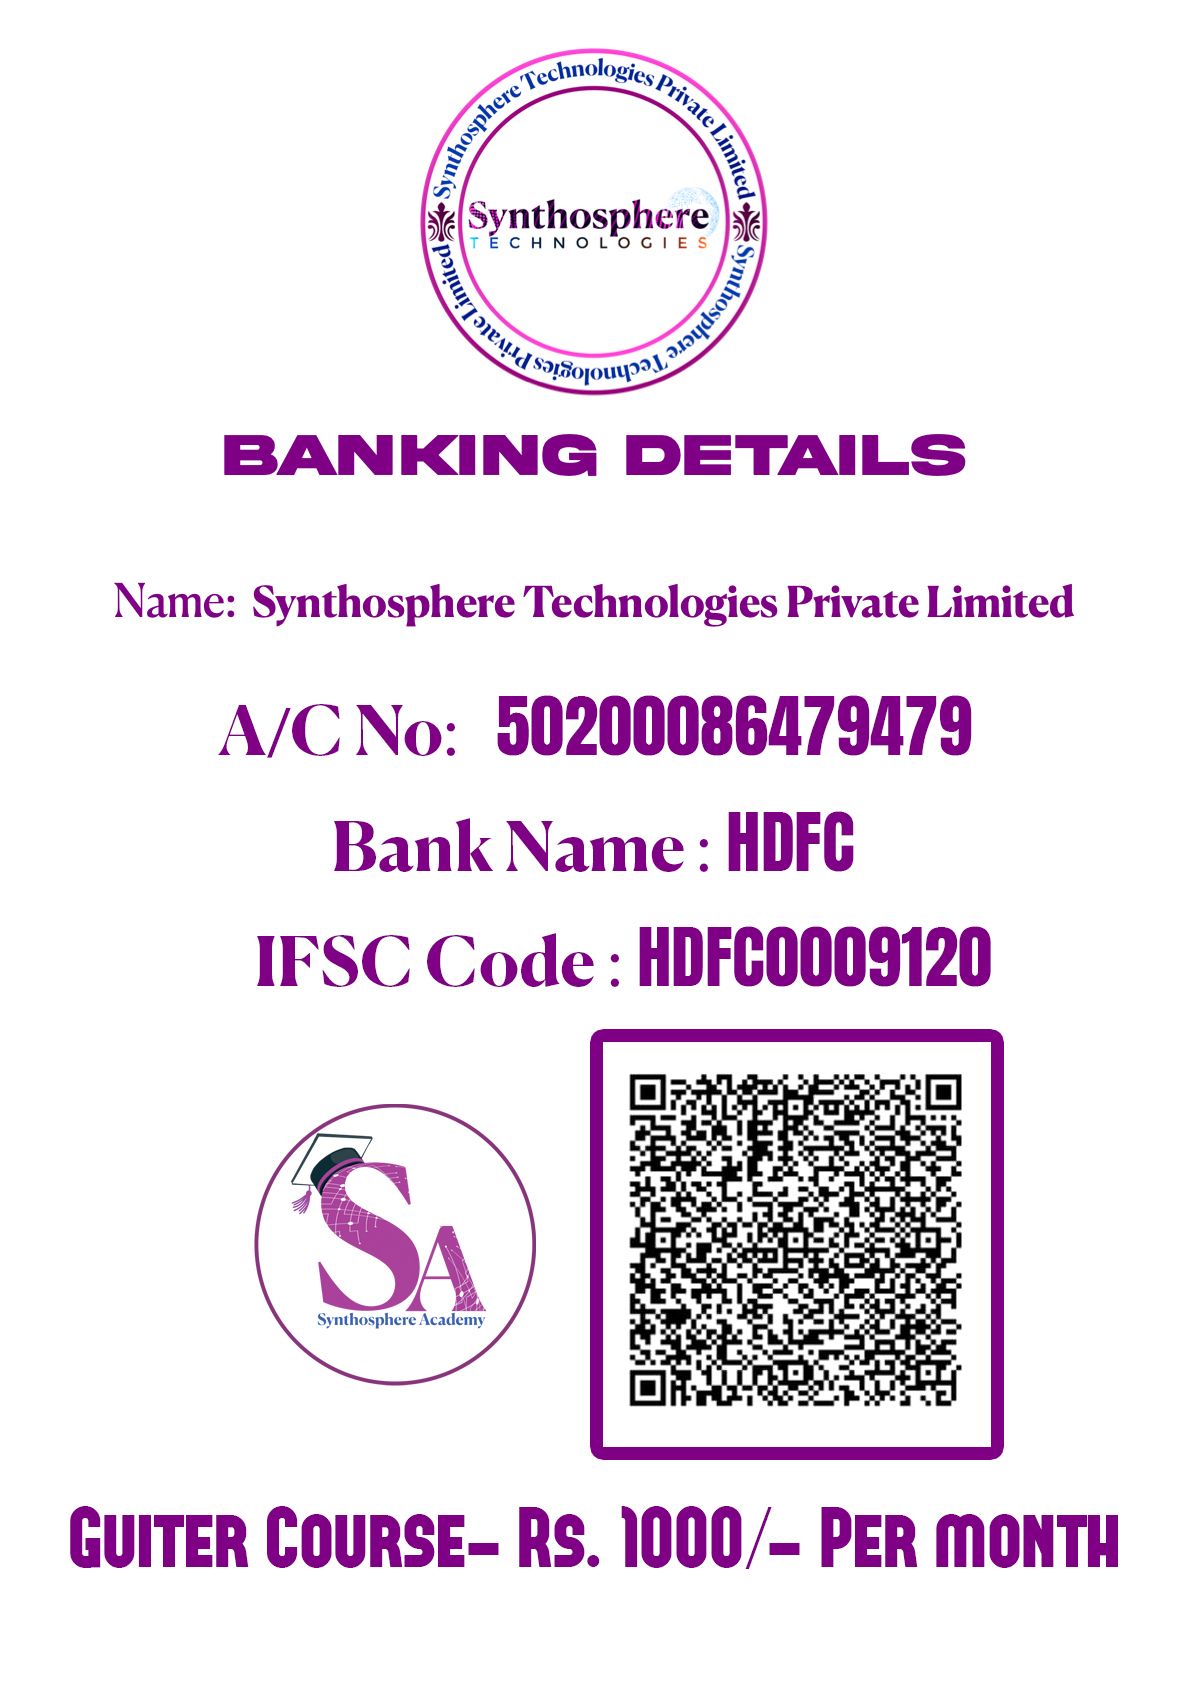 Synthosphere Technologies Private Limited
Synthosphere
TECHNOLOGIES
Synthosphere Technologies Private Limited
BANKING DETAILS
Name: Synthosphere Technologies Private Limited
A/C No: 50200086479479
Bank Name : HDFC
IFSC Code : HDFC0009120
SA
Synthosphere Academy
Guiter Course- Rs. 1000/- Per month